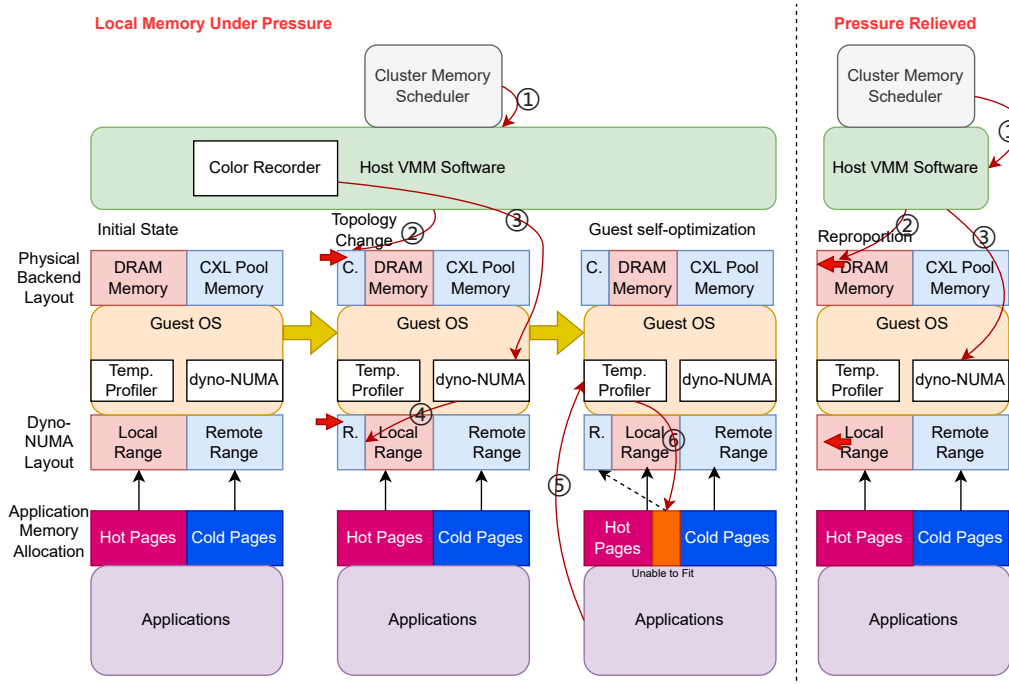 Local Memory Under Pressure
Pressure Relieved
Cluster Memory
Scheduler
①
Cluster Memory
Scheduler
①
Color Recorder
Host VMM Software
Host VMM Software
Initial State
Topology
Change
②
③
Guest self-optimization
Reproportion
②
③
Physical
Backend
Layout
DRAM
Memory
CXL Pool
Memory
C.
DRAM
Memory
CXL Pool
Memory
C.
DRAM
Memory
CXL Pool
Memory
DRAM
Memory
CXL Pool
Memory
Guest OS
Guest OS
Guest OS
Guest OS
Temp.
Profiler
dyno-NUMA
Temp.
Profiler
dyno-NUMA
Temp.
Profiler
dyno-NUMA
Temp.
Profiler
dyno-NUMA
④
Dyno-
NUMA
Layout
Local
Range
Remote
Range
R.
Local
Range
Remote
Range
R.
Local
Range
⑥
Remote
Range
Local
Range
Remote
Range
⑤
Application
Memory
Allocation
Hot Pages
Cold Pages
Hot Pages
Cold Pages
Hot
Pages
Cold Pages
Hot Pages
Cold Pages
Unable to Fit
Applications
Applications
Applications
Applications